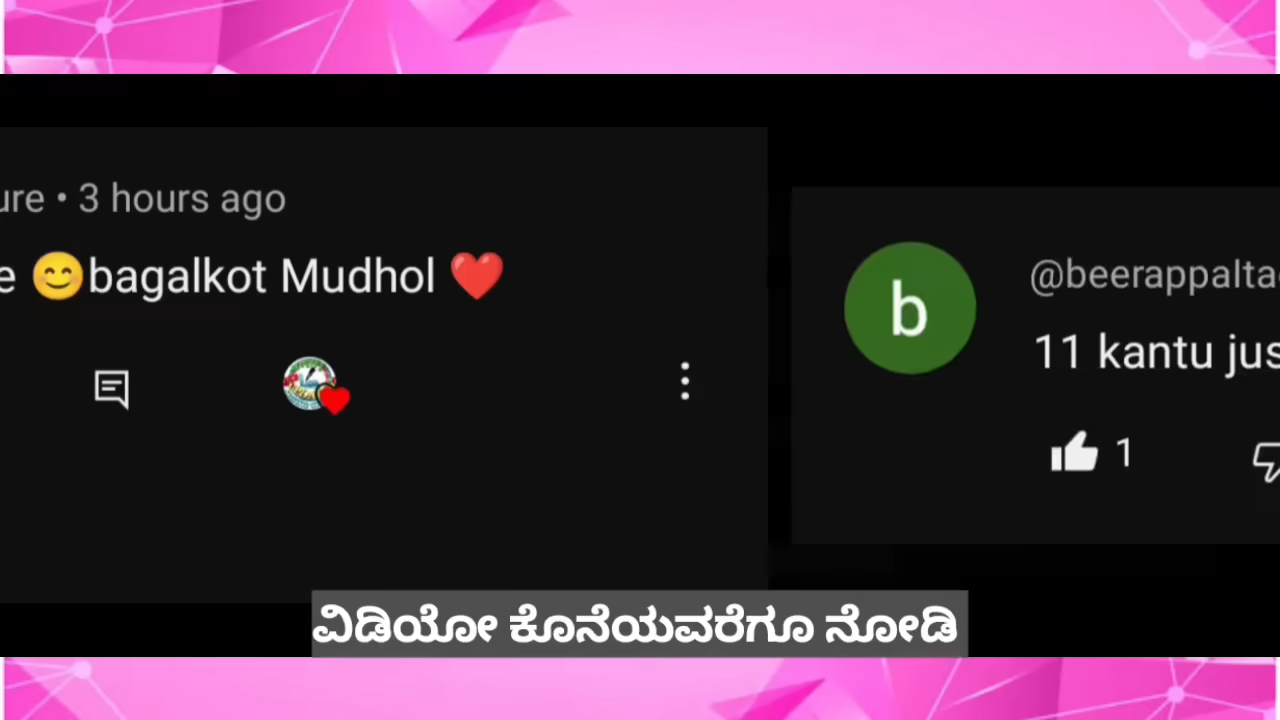 ure • 3 hours ago
e 😊bagalkot Mudhol ❤️
b
@beerappalta
11 kantu jus
1
ವಿಡಿಯೋ ಕೊನೆಯವರೆಗೂ ನೋಡಿ